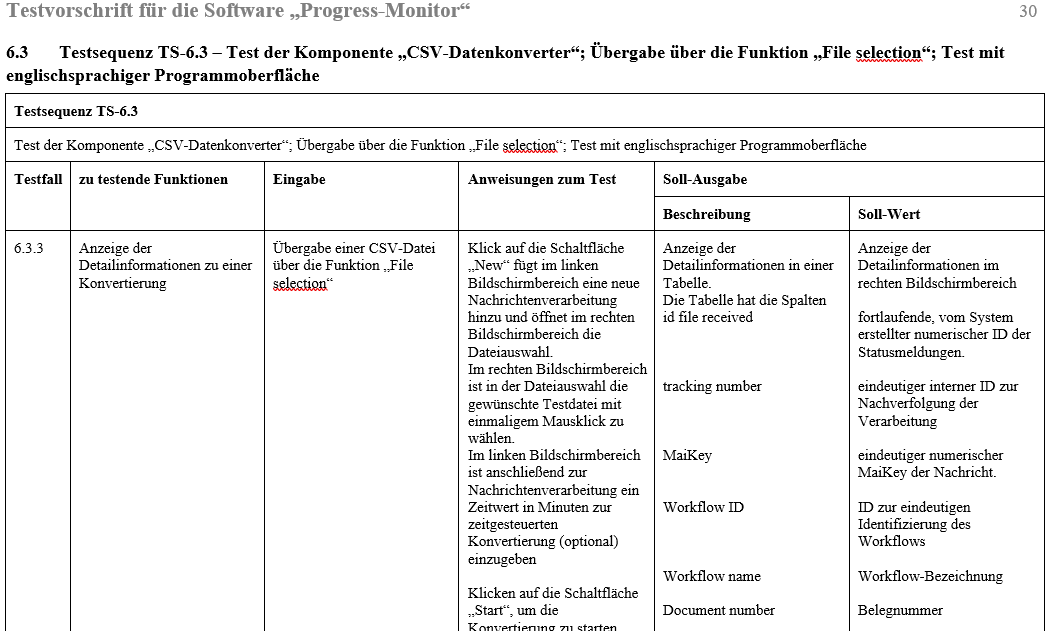 Testvorschrift für die Software „Progress-Monitor“
30
6.3 Testsequenz TS-6.3 – Test der Komponente „CSV-Datenkonverter“; Übergabe über die Funktion „File selection“; Test mit
englischsprachiger Programmoberfläche
Testsequenz TS-6.3
Test der Komponente „CSV-Datenkonverter“; Übergabe über die Funktion „File selection“; Test mit englischsprachiger Programmoberfläche
Testfall
zu testende Funktionen
Eingabe
Anweisungen zum Test
Soll-Ausgabe
Beschreibung
Soll-Wert
6.3.3
Anzeige der
Detailinformationen zu einer
Konvertierung
Übergabe einer CSV-Datei
über die Funktion „File
selection“
Klick auf die Schaltfläche
„New“ fügt im linken
Bildschirmbereich eine neue
Nachrichtenverarbeitung
hinzu und öffnet im rechten
Bildschirmbereich die
Dateiauswahl.
Im rechten Bildschirmbereich
ist in der Dateiauswahl die
gewünschte Testdatei mit
einmaligem Mausklick zu
wählen.
Im linken Bildschirmbereich
ist anschließend zur
Nachrichtenverarbeitung ein
Zeitwert in Minuten zur
zeitgesteuerten
Konvertierung (optional)
einzugeben
Klicken auf die Schaltfläche
„Start“, um die
Konvertierung zu starten
Anzeige der
Detailinformationen in einer
Tabelle.
Die Tabelle hat die Spalten
id file received
tracking number
MaiKey
Workflow ID
Workflow name
Document number
Anzeige der
Detailinformationen im
rechten Bildschirmbereich
fortlaufende, vom System
erstellter numerischer ID der
Statusmeldungen.
eindeutiger interner ID zur
Nachverfolgung der
Verarbeitung
eindeutiger numerischer
MaiKey der Nachricht.
ID zur eindeutigen
Identifizierung des
Workflows
Workflow-Bezeichnung
Belegnummer